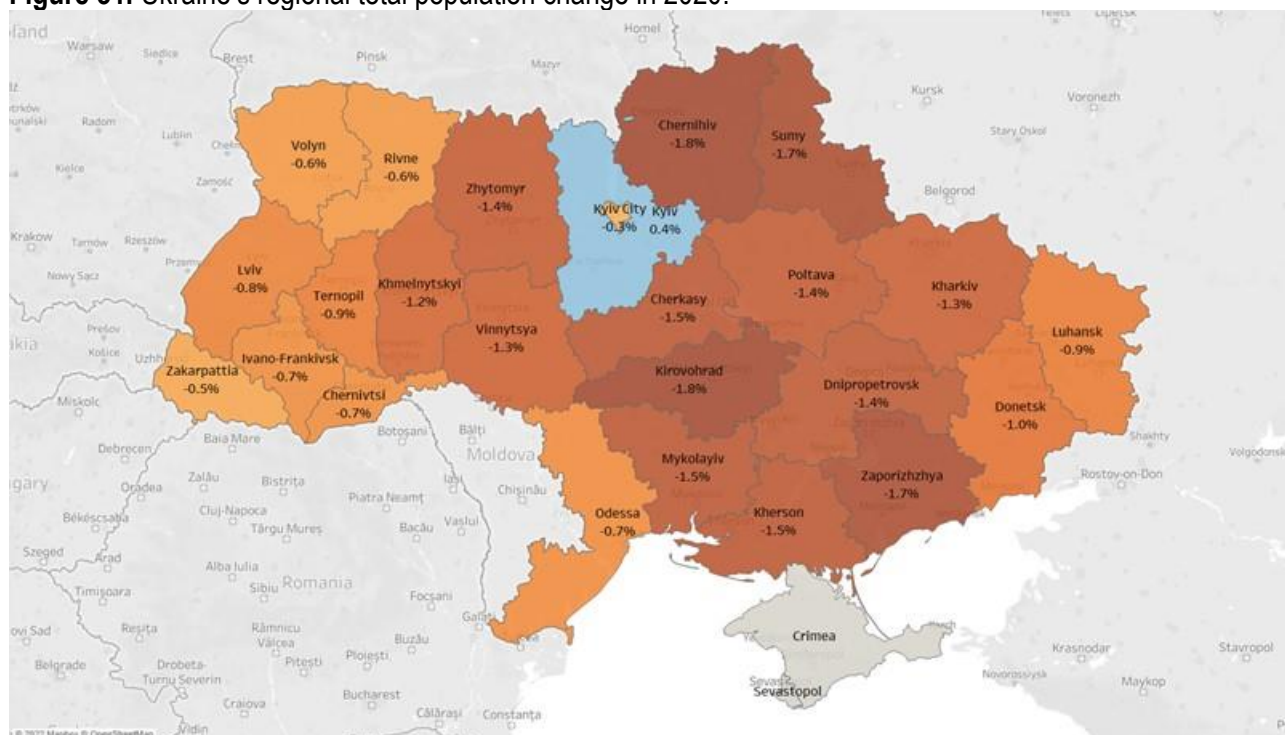 Figure 31. Ukraine's regional total population change in 2020.
Homel
Warsaw
Siedlce
Brest
Pinsk
Mazyr
Kursk
Voronezh
Radom
Lublin
Stary Oskol
Kielce
Zamość
Belgorod
Chernihiv
-1.8%
Sumy
-1.7%
Volyn
-0.6%
Rivne
-0.6%
Zhytomyr
-1.4%
Kyiv City
-0.3%
Kyiv
0.4%
Krakow
Tarnów
Rzeszów
Nowy Sącz
Lviv
-0.8%
Ternopil
-0.9%
Khmelnytskyi
-1.2%
Vinnytsya
-1.3%
Cherkasy
-1.5%
Poltava
-1.4%
Kharkiv
-1.3%
Luhansk
-0.9%
Prešov
Košice
Zakarpattia
-0.5%
Ivano-Frankivsk
-0.7%
Chernivtsi
-0.7%
Kirovohrad
-1.8%
Dnipropetrovsk
-1.4%
Donetsk
-1.0%
Miskolc
Debrecen
Baia Mare
Botoșani
Bălți
Moldova
Shakhty
Volgodonsk
Rostov-on-Don
Oradea
Zalău
Bistrița
Iași
Chișinău
Mykolayiv
-1.5%
Zaporizhzhya
-1.7%
Kherson
-1.5%
Odessa
-0.7%
Békéscsaba
Cluj-Napoca
Piatra Neamț
Târgu Mureș
Bacău
Vaslui
Szeged
Arad
Alba Iulia
Sibiu
Romania
Timișoara
Focșani
Galați
Crimea
Sevastopol
Reșița
Râmnicu
Vâlcea
Buzău
Ploiești
Pitești
Belgrade
Drobeta-
Turnu Severin
Krasnodar
Stavropol
Novorossiysk
Maykop
Bucharest
Craiova
Călărași
Constanța
Vidin
© 2022 Mapbox © OpenStreetMap